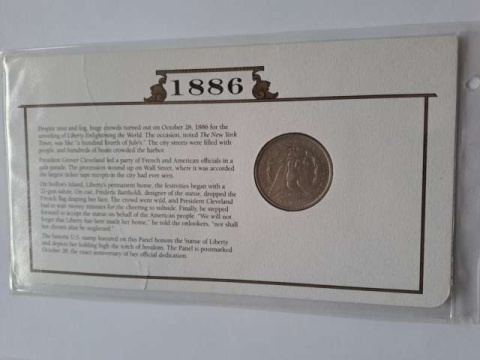 1886
Despite mist and fog, huge crowds turned out on October 28, 1886 for the
unveiling of Liberty Enlightening the World. The occasion, noted The New York
Times, was like "a hundred Fourth of July's." The city streets were filled with
people, and hundreds of boats crowded the harbor.
President Grover Cleveland led a party of French and American officials in a
gala parade. The procession wound up on Wall Street, where it was accorded
the largest ticker tape reception the city had ever seen.
On Bedloe's Island, Liberty's permanent home, the festivities began with a
21-gun salute. On cue, Frederic Bartholdi, designer of the statue, dropped the
French flag draping her face. The crowd went wild, and President Cleveland
had to wait minutes for the cheering to subside. Finally, he stepped
forward to accept the statue on behalf of the American people. "We will not
forget that Liberty has been made her home," he told the onlookers, "nor shall
her chosen altar be neglected."
The historic U.S. stamp featured on this Panel honors the Statue of Liberty
and depicts her holding high the torch of freedom. The Panel is postmarked
October 28, the exact anniversary of her official dedication.